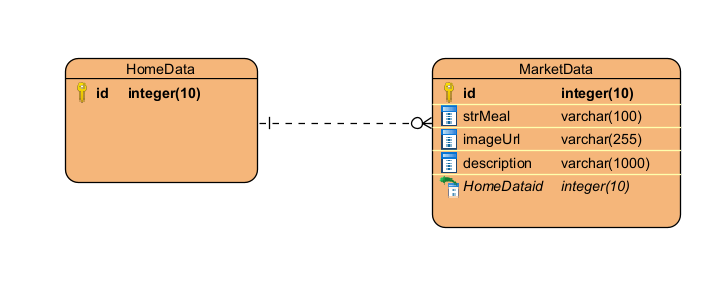 HomeData
id integer(10)
MarketData
id integer(10)
strMeal varchar(100)
imageUrl varchar(255)
description varchar(1000)
HomeDataid integer(10)